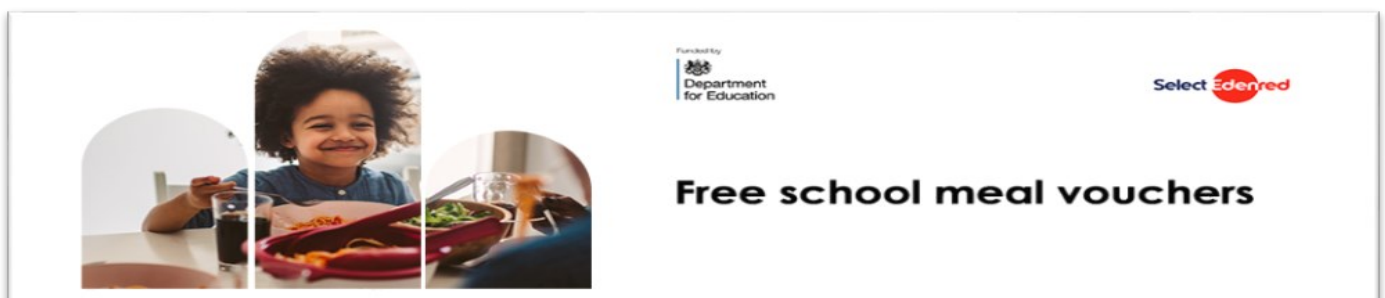 Funded by
Department
for Education
Select Edenred
Free school meal vouchers